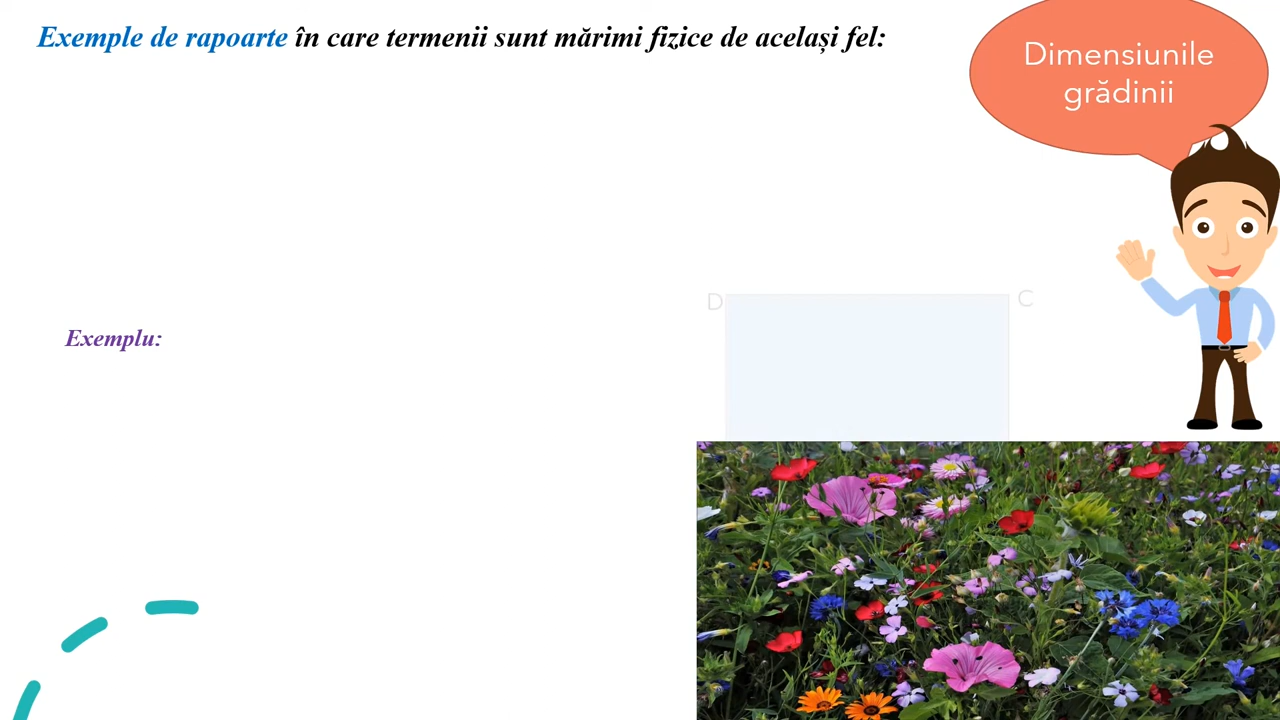 Exemple de rapoarte în care termenii sunt mărimi fizice de același fel:
Dimensiunile
grădinii
D
C
Exemplu: